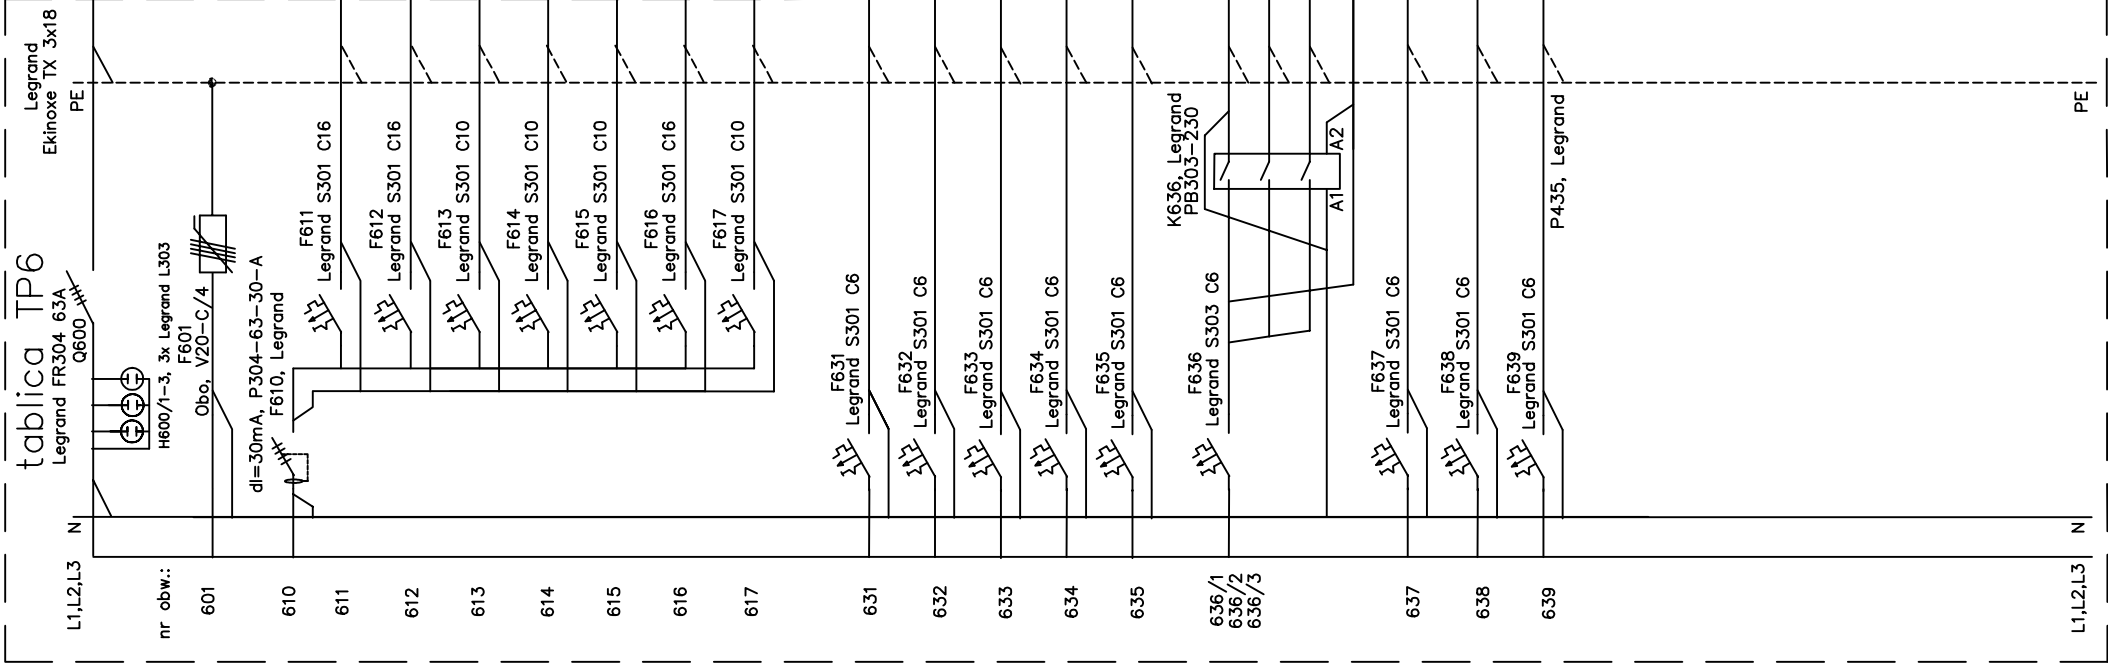 Legrand
Ekinoxe TX 3x18
PE
tablica TP6
Legrand FR304 63A
Q600
H600/1-3, 3x Legrand L303
F601
Obo, V20-C/4
dI=30mA, P304-63-30-A
F610, Legrand
F611
Legrand S301 C16
F612
Legrand S301 C16
F613
Legrand S301 C10
F614
Legrand S301 C10
F615
Legrand S301 C10
F616
Legrand S301 C16
F617
Legrand S301 C10
F631
Legrand S301 C6
F632
Legrand S301 C6
F633
Legrand S301 C6
F634
Legrand S301 C6
F635
Legrand S301 C6
K636, Legrand
PB303-230
A1
A2
F636
Legrand S303 C6
F637
Legrand S301 C6
F638
Legrand S301 C6
F639
Legrand S301 C6
P435, Legrand
PE
N
N
L1,L2,L3
nr obw.:
601
610
611
612
613
614
615
616
617
631
632
633
634
635
636/1
636/2
636/3
637
638
639
L1,L2,L3